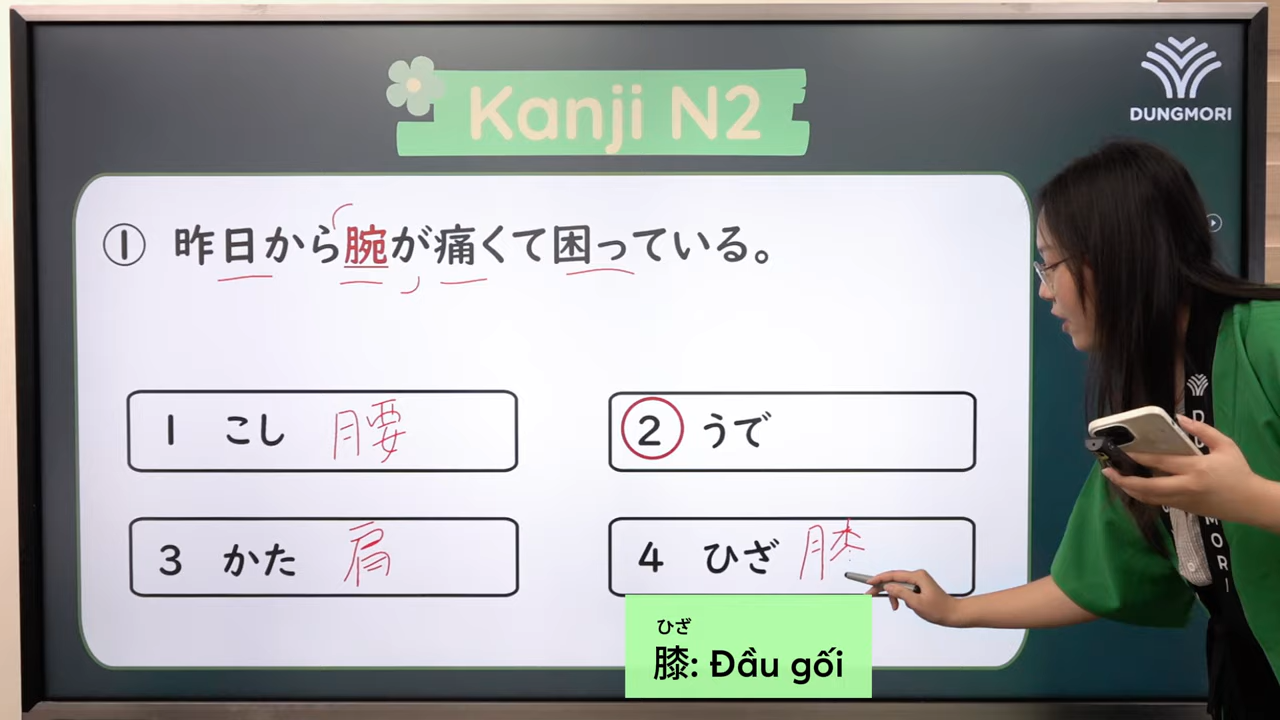 Kanji N2
DUNGMORI
① 昨日から腕が痛くて困っている。
1 こし 腰
2 うで
3 かた 肩
4 ひざ
ひざ
膝: Đầu gối